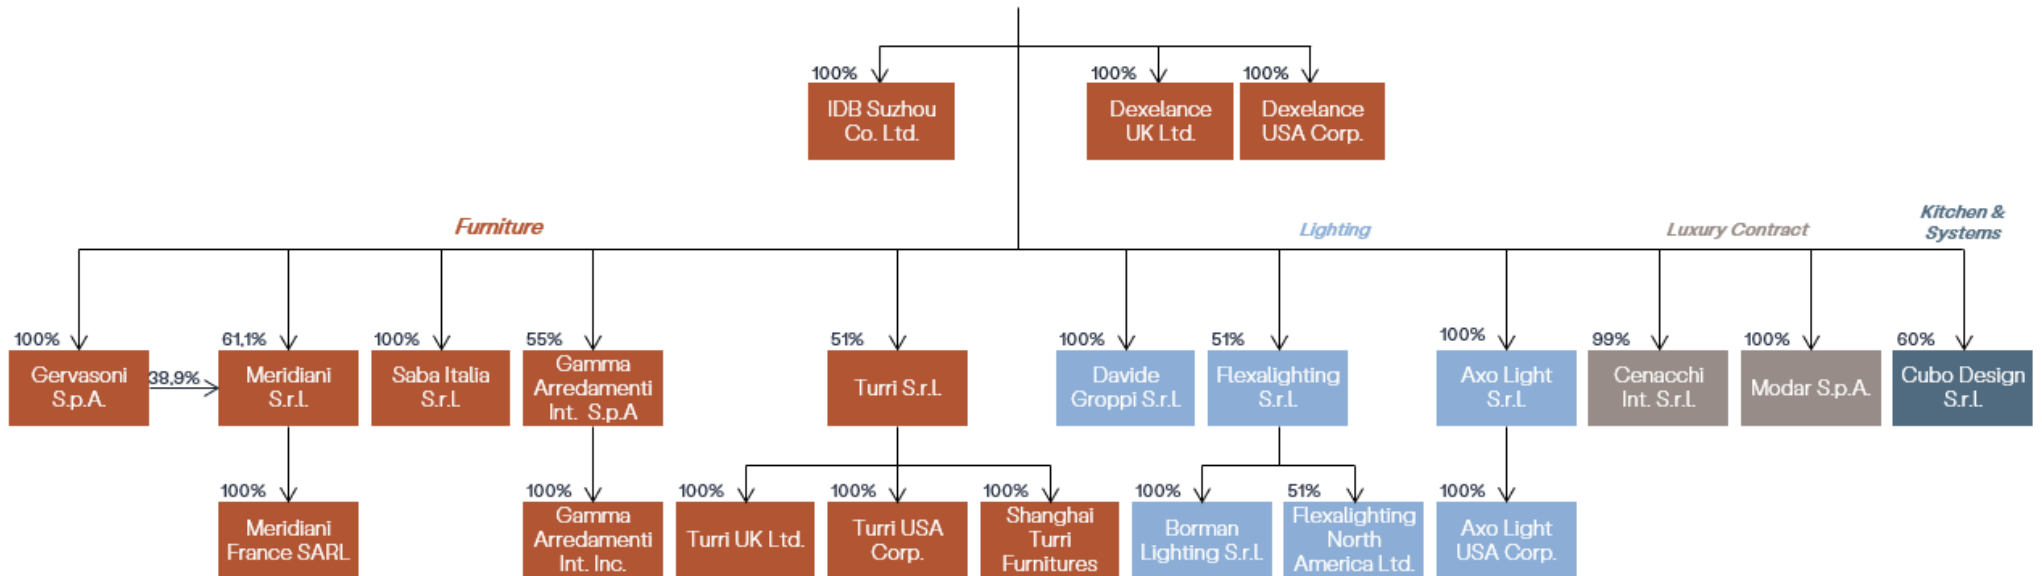 100%
IDB Suzhou
Co. Ltd.
100%
Dexelance
UK Ltd.
100%
Dexelance
USA Corp.
Furniture
Lighting
Luxury Contract
Kitchen &
Systems
100%
Gervasoni
S.p.A.
38,9%
61,1%
Meridiani
S.r.l.
100%
Saba Italia
S.r.l.
55%
Gamma
Arredamenti
Int. S.p.A
51%
Turri S.r.l.
100%
Davide
Groppi S.r.l.
51%
Flexalighting
S.r.l.
100%
Axo Light
S.r.l.
99%
Cenacchi
Int. S.r.l.
100%
Modar S.p.A.
60%
Cubo Design
S.r.l.
100%
Meridiani
France SARL
100%
Gamma
Arredamenti
Int. Inc.
100%
Turri UK Ltd.
100%
Turri USA
Corp.
100%
Shanghai
Turri
Furnitures
100%
Borman
Lighting S.r.l.
51%
Flexalighting
North
America Ltd.
100%
Axo Light
USA Corp.